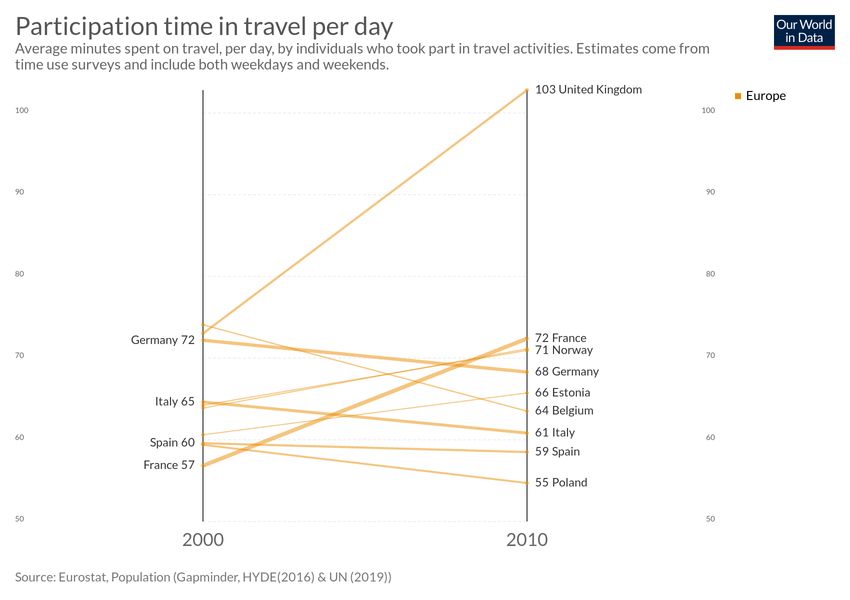 Participation time in travel per day
Our World
in Data
Average minutes spent on travel, per day, by individuals who took part in travel activities. Estimates come from
time use surveys and include both weekdays and weekends.
103 United Kingdom
Europe
100
100
90
90
80
80
Germany 72
72 France
71 Norway
70
70
68 Germany
66 Estonia
Italy 65
64 Belgium
61 Italy
60
60
Spain 60
59 Spain
France 57
55 Poland
50
50
2000
2010
Source: Eurostat, Population (Gapminder, HYDE(2016) & UN (2019))